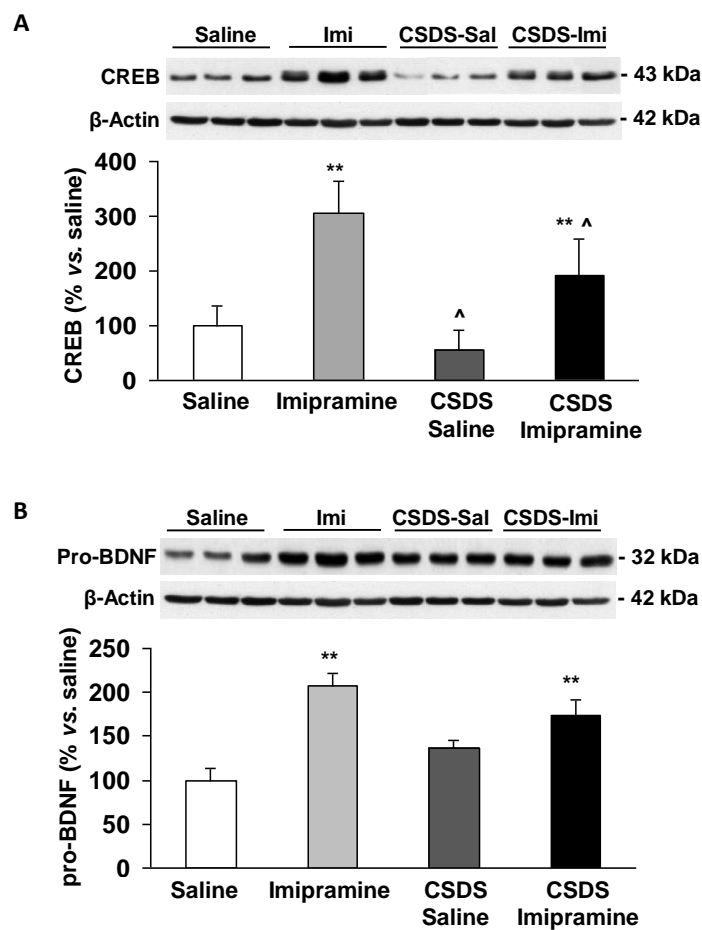 A
Saline Imi CSDS-Sal CSDS-Imi
CREB - 43 kDa
β-Actin - 42 kDa
CREB (% vs. saline)
400
300
200
100
0
**
^
** ^
Saline Imipramine CSDS Saline CSDS Imipramine
B
Saline Imi CSDS-Sal CSDS-Imi
Pro-BDNF - 32 kDa
β-Actin - 42 kDa
pro-BDNF (% vs. saline)
250
200
150
100
50
0
**
**
Saline Imipramine CSDS Saline CSDS Imipramine